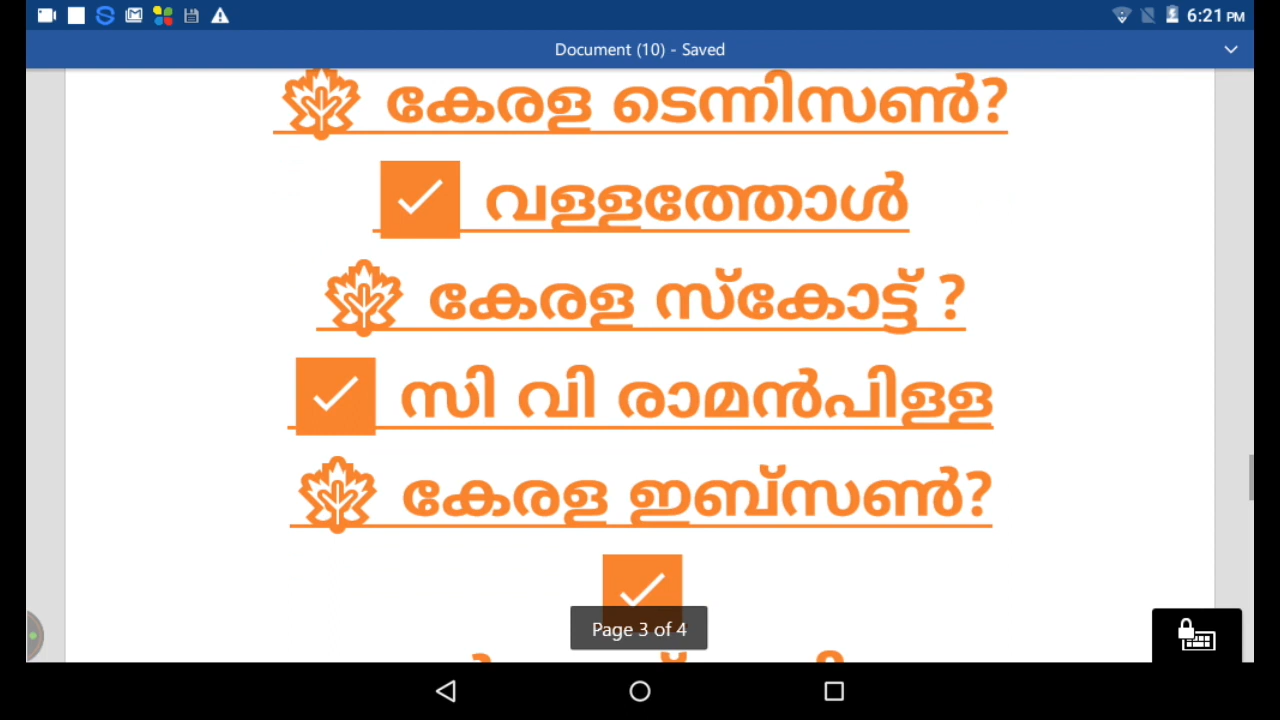 6:21 PM
Document (10) - Saved
കേരള ടെന്നിസൺ?
വള്ളത്തോൾ
കേരള സ്കോട്ട് ?
സി വി രാമൻപിള്ള
കേരള ഇബ്സൺ?
Page 3 of 4